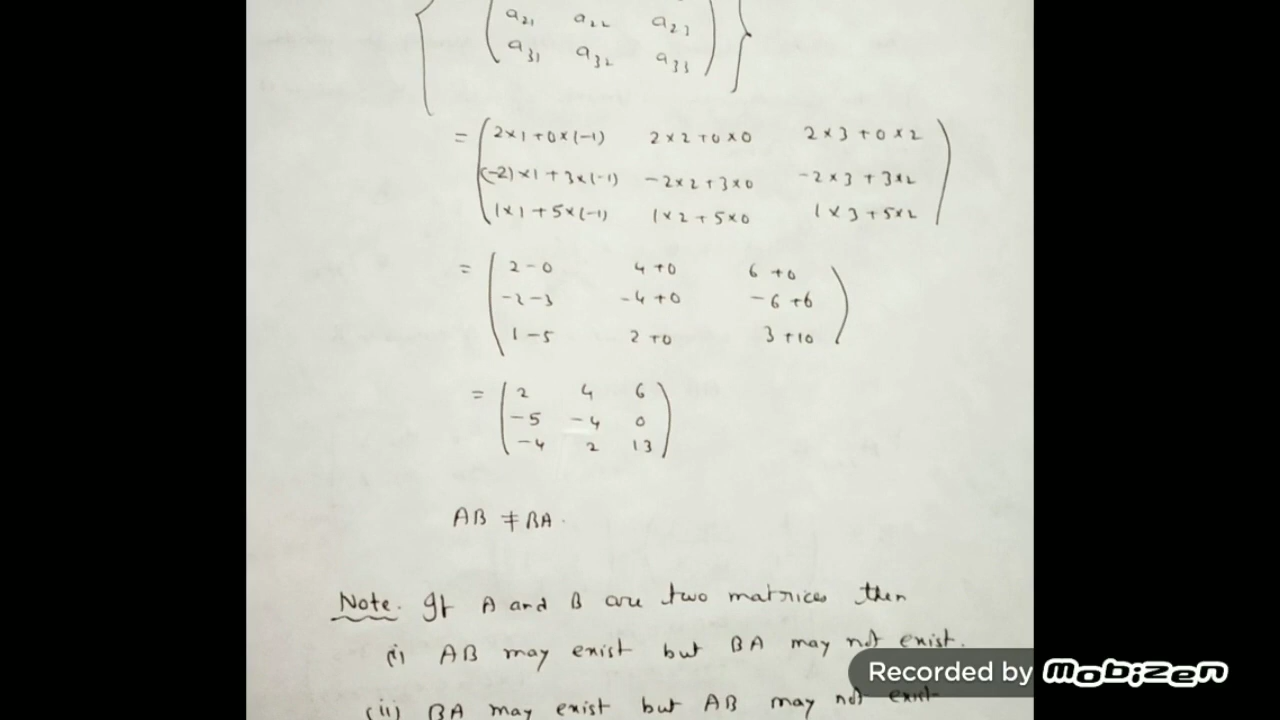 a21 a22 a23
a31 a32 a33
= 2×1+0×(-1) 2×2+0×0 2×3+0×2
(-2)×1+3×(-1) -2×2+3×0 -2×3+3×2
1×1+5×(-1) 1×2+5×0 1×3+5×2
= 2-0 4+0 6+0
-2-3 -4+0 -6+6
1-5 2+0 3+10
= 2 4 6
-5 -4 0
-4 2 13
AB ≠ BA.
Note. If A and B are two matrices then
(i) AB may exist but BA may not exist.
(ii) BA may exist but AB may not exist
Recorded by Mobizen